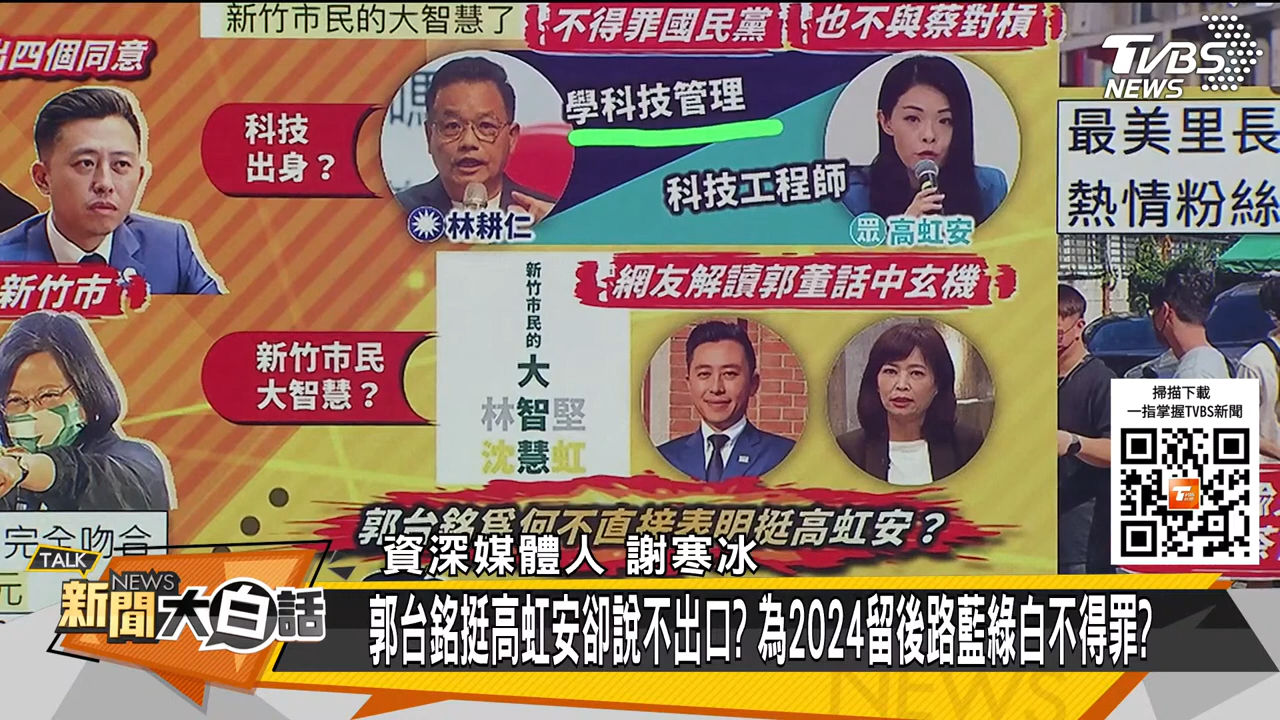 新竹市民的大智慧了
不得罪國民黨
也不與蔡對槓
TVBS
NEWS
出四個同意
科技
出身？
學科技管理
科技工程師
林耕仁
眾 高虹安
最美里長
熱情粉絲
新竹市
網友解讀郭董話中玄機
新竹市民
大智慧？
新竹市民的
大
林智堅
沈慧虹
掃描下載
一指掌握TVBS新聞
郭台銘為何不直接表明挺高虹安？
完全吻合
元
資深媒體人 謝寒冰
TALK
NEWS
新聞大白話
郭台銘挺高虹安卻說不出口? 為2024留後路藍綠白不得罪?
NEWS